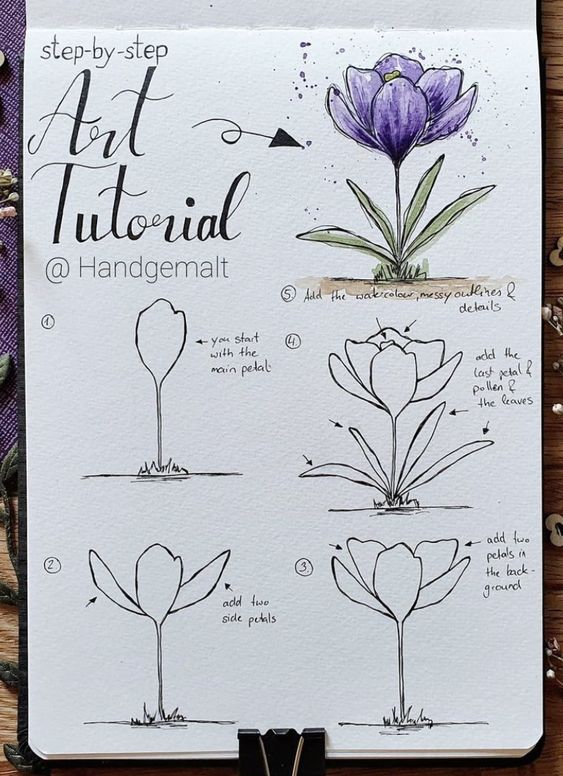 step-by-step
Art
Tutorial
@ Handgemalt
1.
you start
with the
main petal
2.
add two
side petals
3.
add two
petals in
the back-
ground
4.
add the
last petal &
pollen &
the leaves
5. Add the watercolour, messy outlines &
details